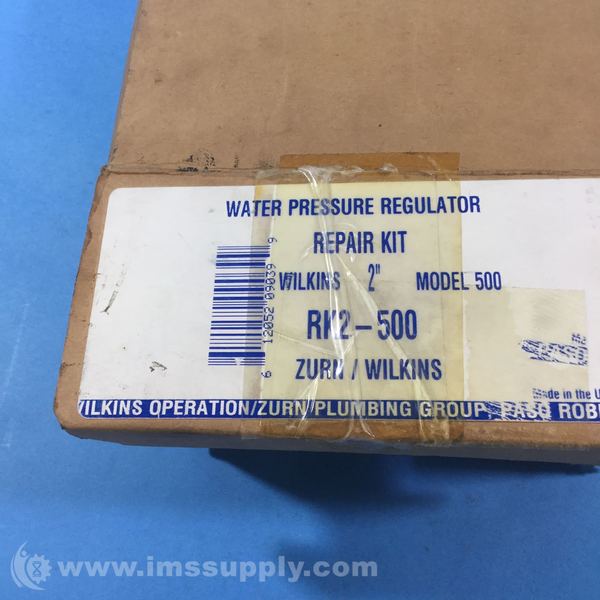 WATER PRESSURE REGULATOR
REPAIR KIT
WILKINS 2" MODEL 500
RK2-500
ZURN / WILKINS
6 12052 09039 9
Made in the U
WILKINS OPERATION/ZURN PLUMBING GROUP, PASO ROB
www.imssupply.com